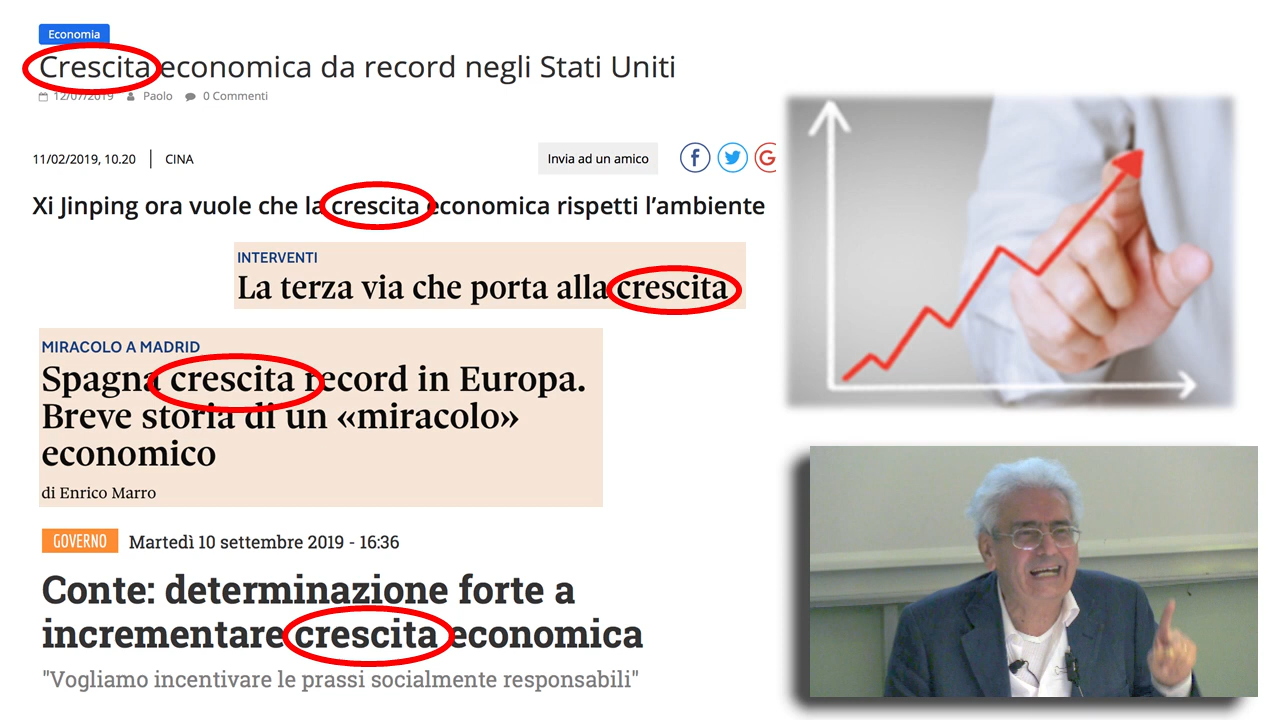 Economia
Crescita economica da record negli Stati Uniti
12/07/2019 Paolo 0 Commenti
11/02/2019, 10.20 | CINA
Invia ad un amico
f
G
Xi Jinping ora vuole che la crescita economica rispetti l'ambiente
INTERVENTI
La terza via che porta alla crescita
MIRACOLO A MADRID
Spagna crescita record in Europa.
Breve storia di un «miracolo»
economico
di Enrico Marro
GOVERNO Martedì 10 settembre 2019 - 16:36
Conte: determinazione forte a
incrementare crescita economica
"Vogliamo incentivare le prassi socialmente responsabili"